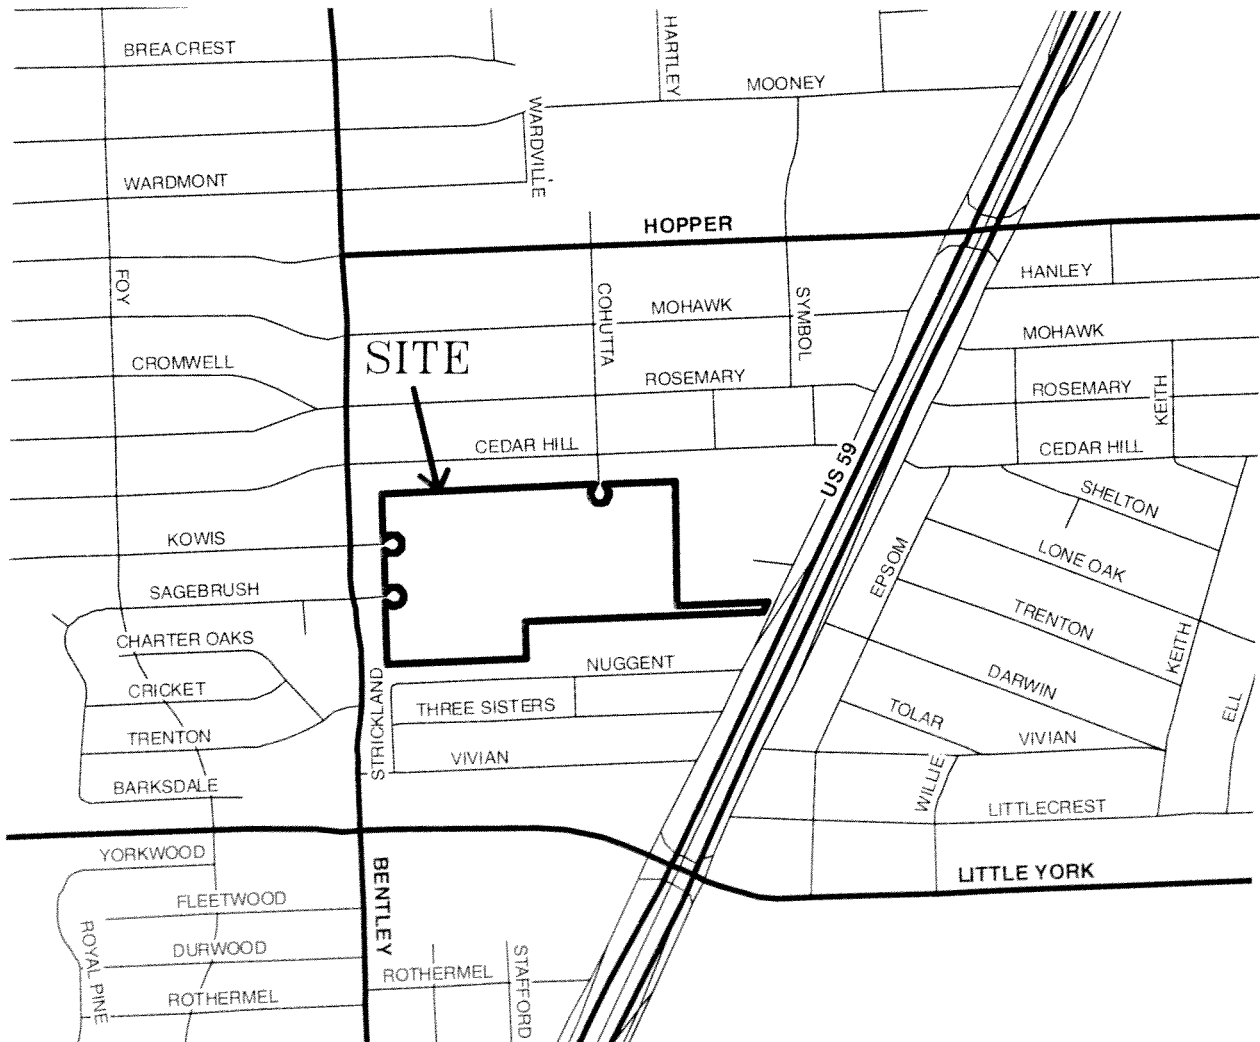 BREA CREST
HARTLEY
MOONEY
WARDVILLE
WARDMONT
HOPPER
FOY
HANLEY
COHUTTA
MOHAWK
SYMBOL
MOHAWK
CROMWELL
SITE
ROSEMARY
ROSEMARY
KEITH
CEDAR HILL
CEDAR HILL
US 59
SHELTON
KOWIS
LONE OAK
EPSOM
SAGEBRUSH
TRENTON
CHARTER OAKS
KEITH
NUGGENT
CRICKET
DARWIN
STRICKLAND
THREE SISTERS
TOLAR
ELL
TRENTON
VIVIAN
VIVIAN
BARKSDALE
WILLIE
LITTLECREST
YORKWOOD
LITTLE YORK
BENTLEY
FLEETWOOD
ROYAL PINE
DURWOOD
ROTHERMEL
STAFFORD
ROTHERMEL